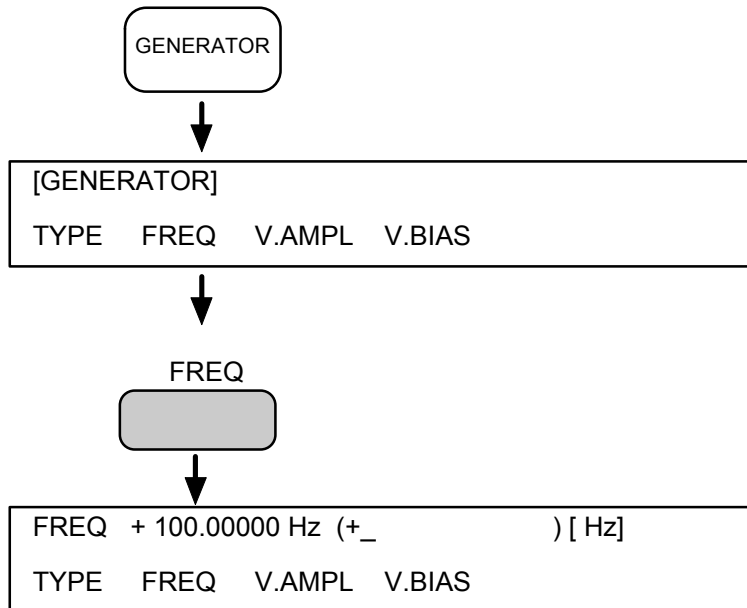 GENERATOR
[GENERATOR]
TYPE FREQ V.AMPL V.BIAS
FREQ
FREQ + 100.00000 Hz (+_ ) [ Hz]
TYPE FREQ V.AMPL V.BIAS